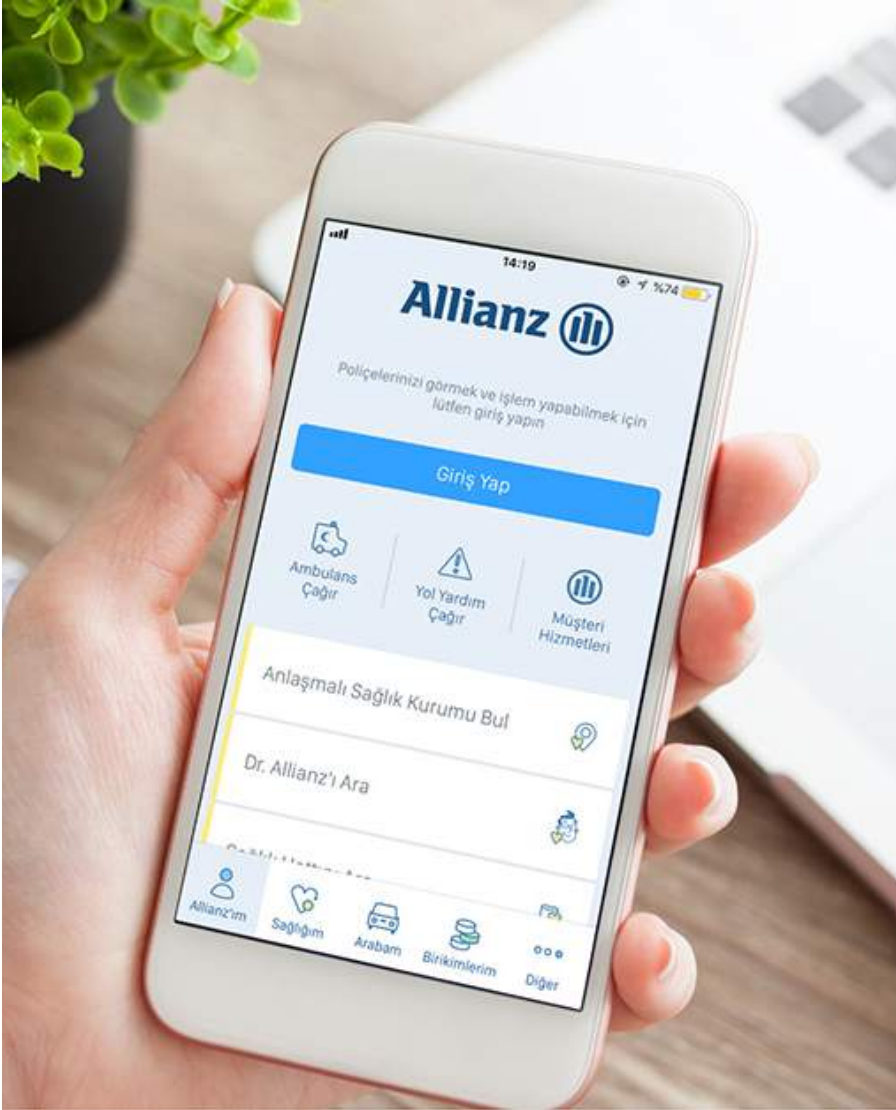 14:19
%74
Allianz
Poliçelerinizi görmek ve işlem yapabilmek için
lütfen giriş yapın
Giriş Yap
Ambulans
Çağır
Yol Yardım
Çağır
Müşteri
Hizmetleri
Anlaşmalı Sağlık Kurumu Bul
Dr. Allianz'ı Ara
Allianz'ım
Sağlığım
Arabam
Birikimlerim
Diğer